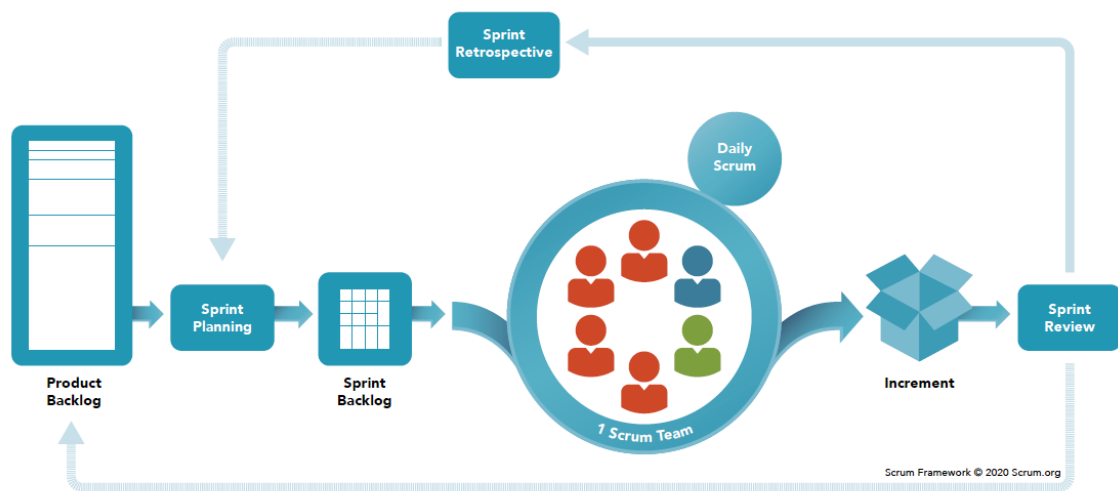 Sprint
Retrospective
Daily
Scrum
Sprint
Planning
Sprint
Review
Product
Backlog
Sprint
Backlog
Increment
1 Scrum Team
Scrum Framework © 2020 Scrum.org